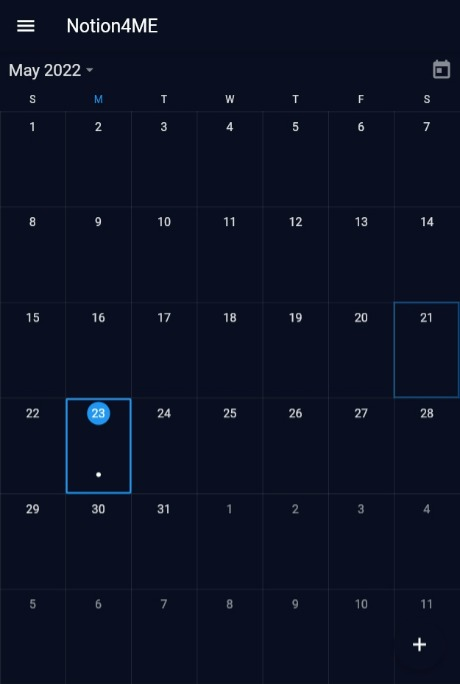 Notion4ME
May 2022
S M T W T F S
1 2 3 4 5 6 7
8 9 10 11 12 13 14
15 16 17 18 19 20 21
22 23 24 25 26 27 28
29 30 31 1 2 3 4
5 6 7 8 9 10 11
+